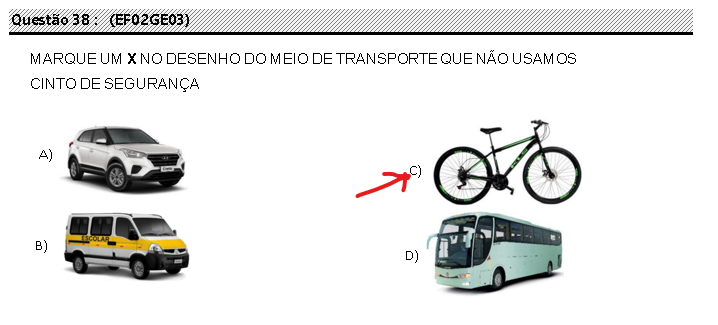 Questão 38 : (EF02GE03)
MARQUE UM X NO DESENHO DO MEIO DE TRANSPORTE QUE NÃO USAMOS
CINTO DE SEGURANÇA
A)
C)
B)
ESCOLAR
D)